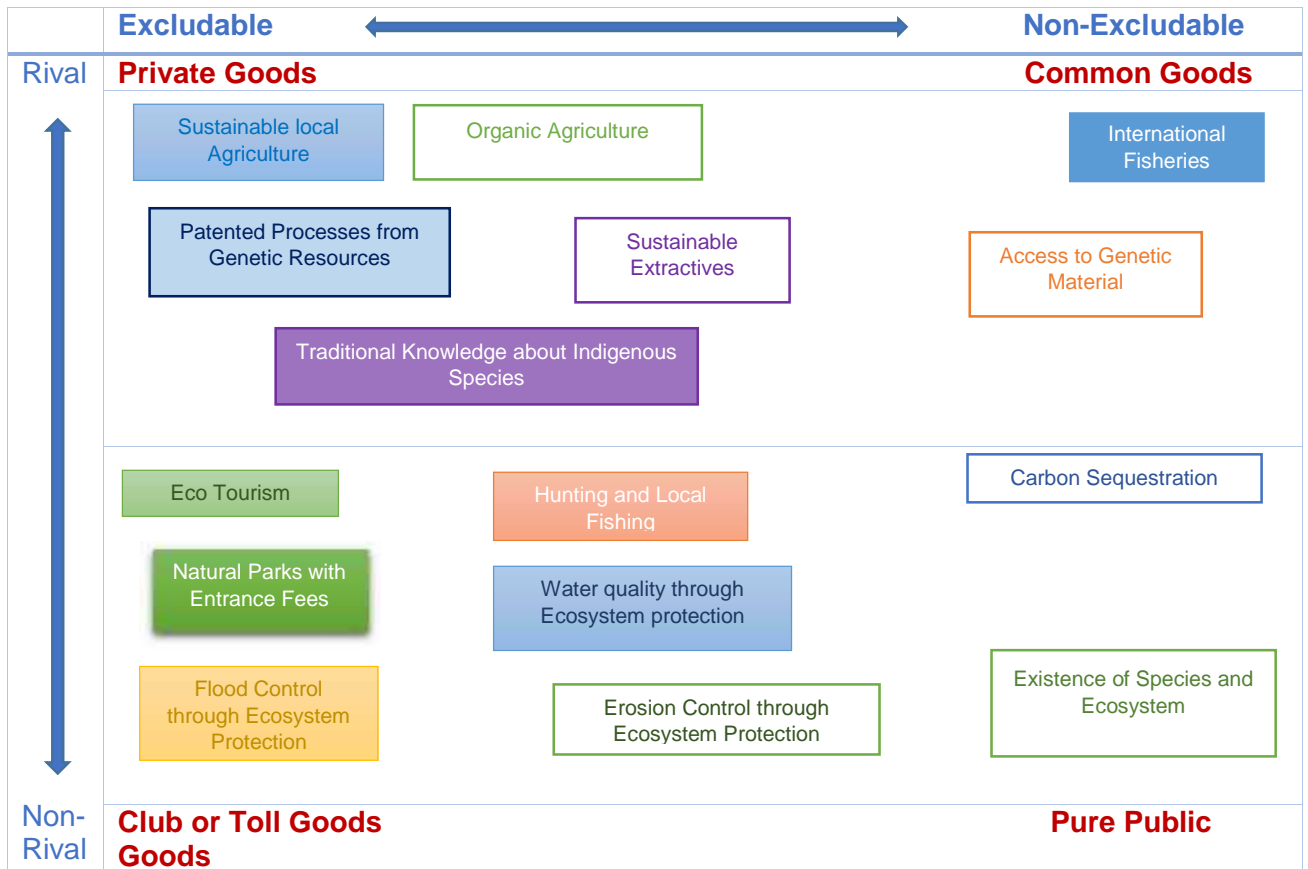 Excludable
Non-Excludable
Rival
Private Goods
Common Goods
Sustainable local
Agriculture
Organic Agriculture
International
Fisheries
Patented Processes from
Genetic Resources
Sustainable
Extractives
Access to Genetic
Material
Traditional Knowledge about Indigenous
Species
Eco Tourism
Hunting and Local
Fishing
Carbon Sequestration
Natural Parks with
Entrance Fees
Water quality through
Ecosystem protection
Flood Control
through Ecosystem
Protection
Erosion Control through
Ecosystem Protection
Existence of Species and
Ecosystem
Non-
Rival
Club or Toll Goods
Goods
Pure Public